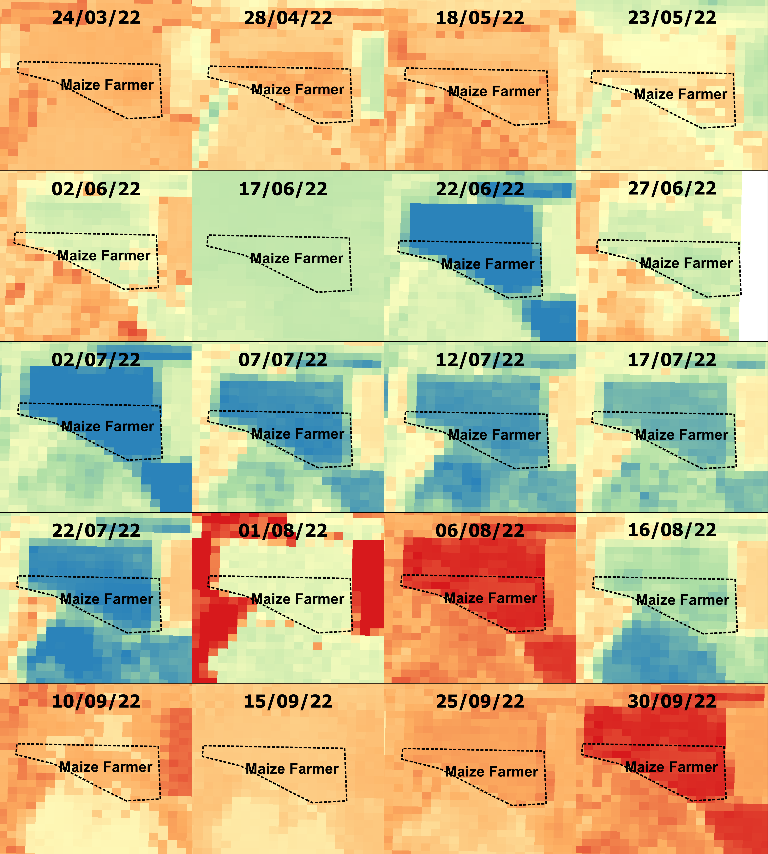 24/03/22 28/04/22 18/05/22 23/05/22
Maize Farmer Maize Farmer Maize Farmer Maize Farmer
02/06/22 17/06/22 22/06/22 27/06/22
Maize Farmer Maize Farmer Maize Farmer Maize Farmer
02/07/22 07/07/22 12/07/22 17/07/22
Maize Farmer Maize Farmer Maize Farmer Maize Farmer
22/07/22 01/08/22 06/08/22 16/08/22
Maize Farmer Maize Farmer Maize Farmer Maize Farmer
10/09/22 15/09/22 25/09/22 30/09/22
Maize Farmer Maize Farmer Maize Farmer Maize Farmer